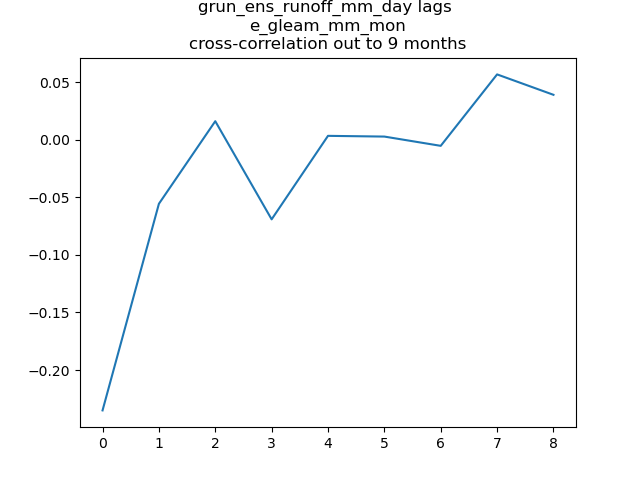 grun_ens_runoff_mm_day lags
e_gleam_mm_mon
cross-correlation out to 9 months
0.05
0.00
−0.05
−0.10
−0.15
−0.20
0 1 2 3 4 5 6 7 8